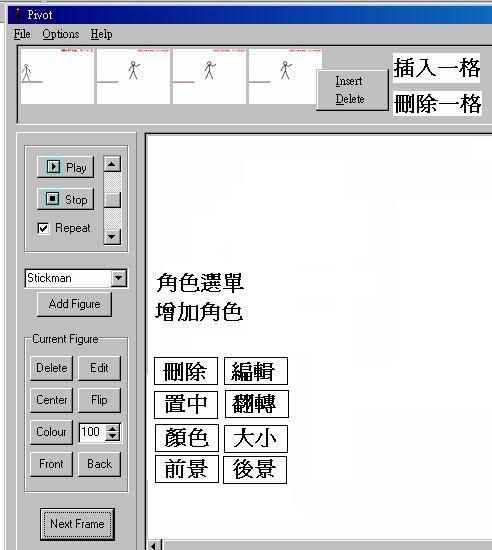 Pivot
File Options Help
Insert
Delete
插入一格
刪除一格
Play
Stop
Repeat
Stickman
Add Figure
角色選單
增加角色
Current Figure
Delete Edit
刪除 編輯
Center Flip
置中 翻轉
Colour 100
顏色 大小
Front Back
前景 後景
Next Frame